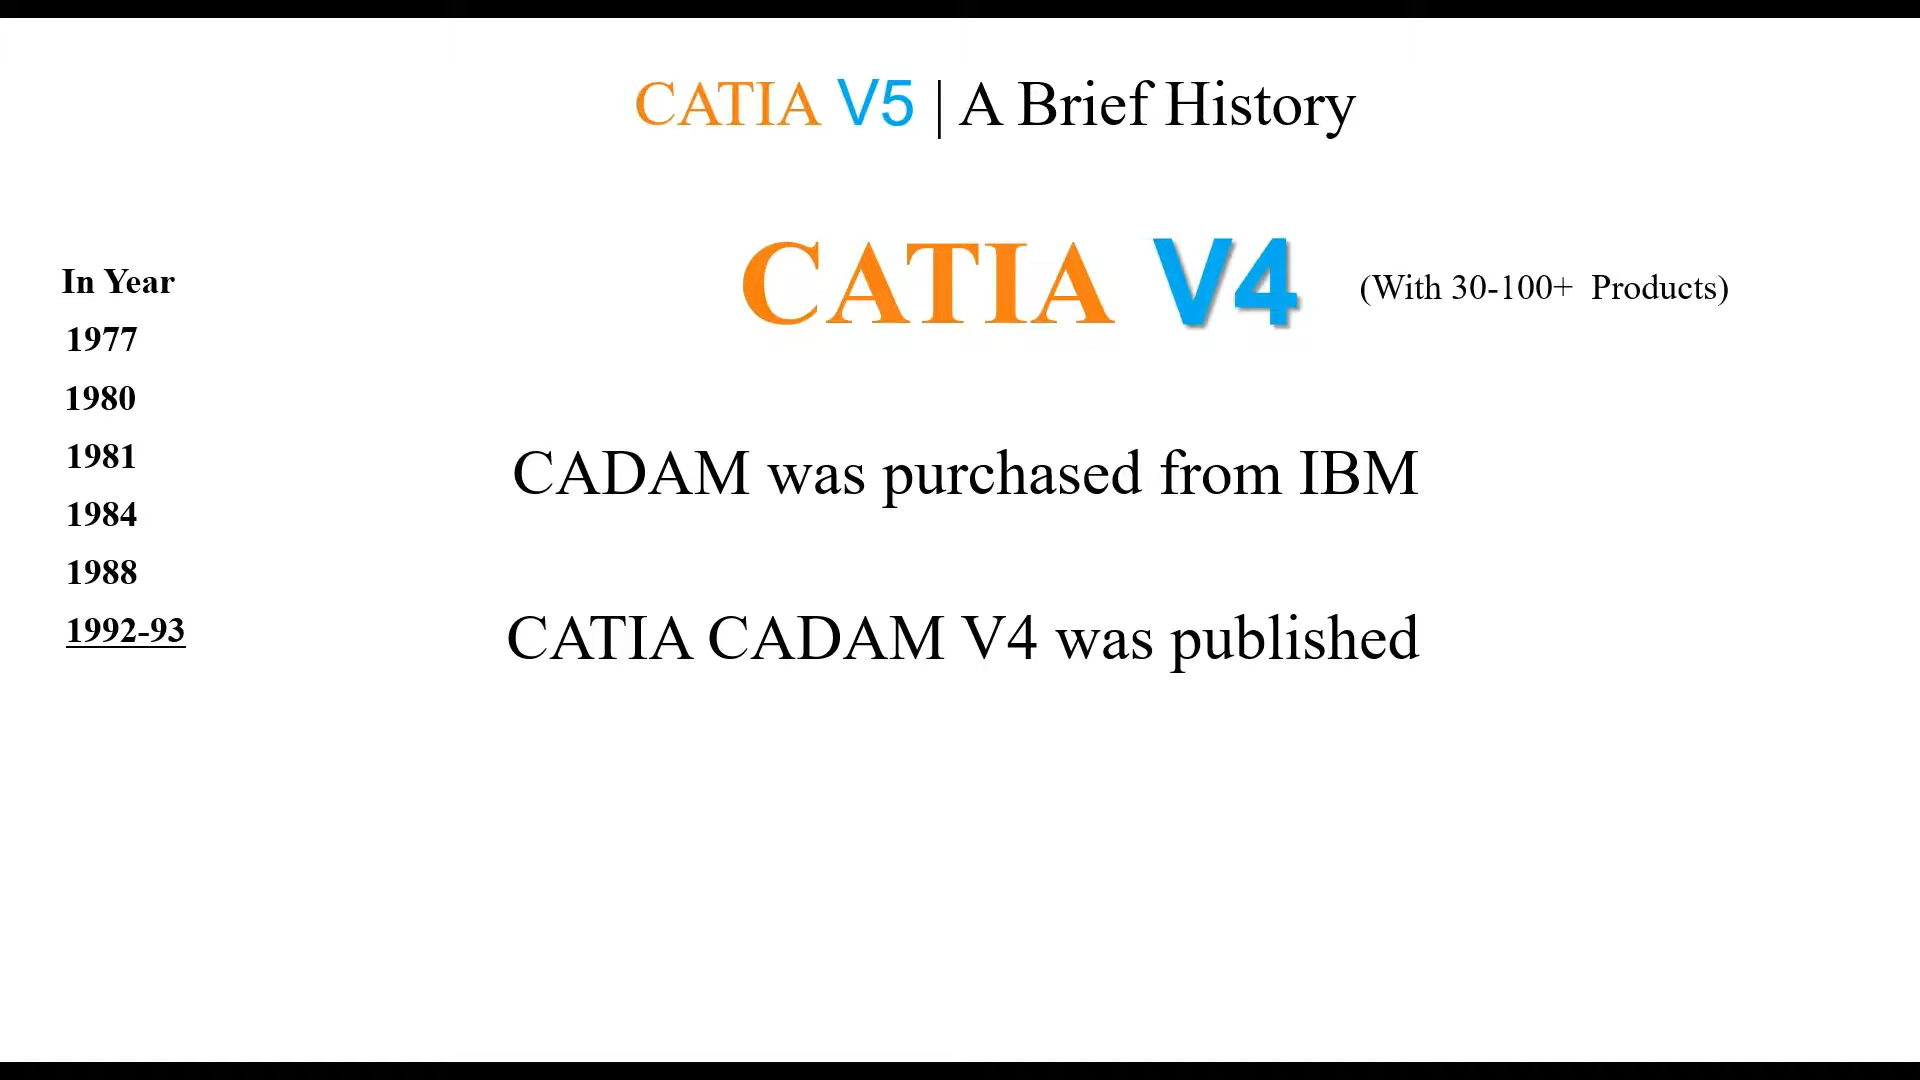 CATIA V5 | A Brief History
CATIA V4 (With 30-100+ Products)
In Year
1977
1980
1981
1984
1988
1992-93
CADAM was purchased from IBM
CATIA CADAM V4 was published